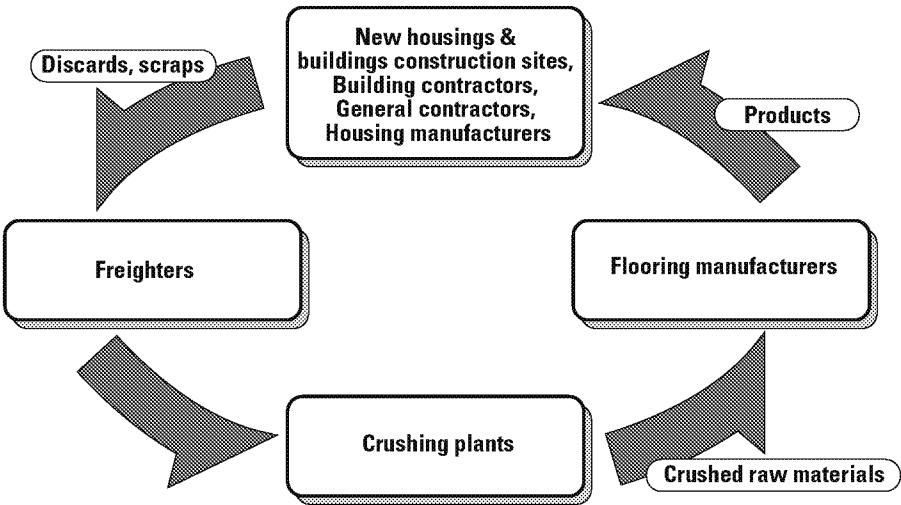 New housings &
buildings construction sites,
Building contractors,
General contractors,
Housing manufacturers
Discards, scraps
Products
Freighters
Flooring manufacturers
Crushing plants
Crushed raw materials